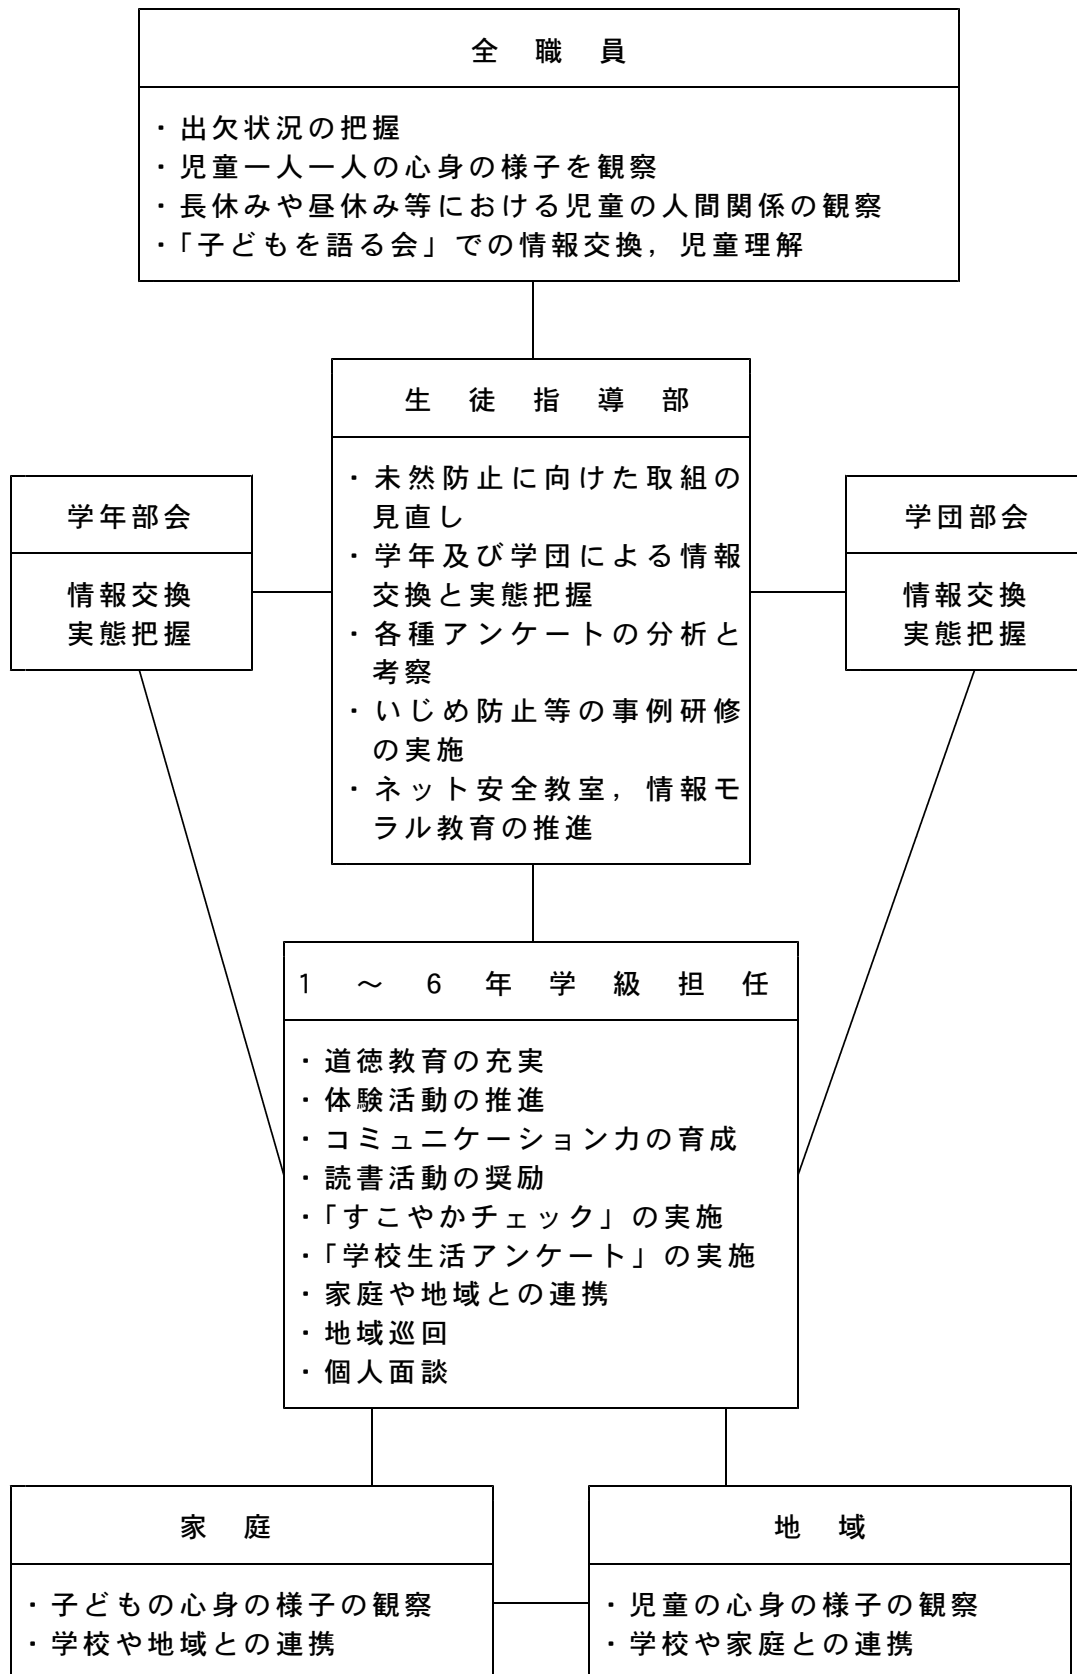 全職員
・出欠状況の把握
・児童一人一人の心身の様子を観察
・長休みや昼休み等における児童の人間関係の観察
・「子どもを語る会」での情報交換，児童理解
生徒指導部
・未然防止に向けた取組の
見直し
・学年及び学団による情報
交換と実態把握
・各種アンケートの分析と
考察
・いじめ防止等の事例研修
の実施
・ネット安全教室，情報モ
ラル教育の推進
学年部会
情報交換
実態把握
学団部会
情報交換
実態把握
1～6年学級担任
・道徳教育の充実
・体験活動の推進
・コミュニケーション力の育成
・読書活動の奨励
・「すこやかチェック」の実施
・「学校生活アンケート」の実施
・家庭や地域との連携
・地域巡回
・個人面談
家庭
・子どもの心身の様子の観察
・学校や地域との連携
地域
・児童の心身の様子の観察
・学校や家庭との連携